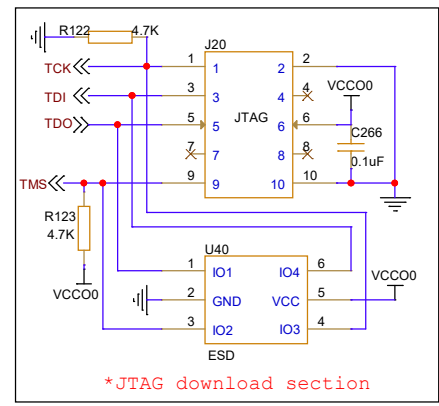 R122 4.7K
J20
TCK 1 1 2 2
TDI 3 3 4 4 VCCO0
TDO 5 5 JTAG 6 6
C266
7 7 8 8 0.1uF
TMS 9 9 10 10
R123
4.7K
U40
VCCO0 1 IO1 IO4 6 VCCO0
2 GND VCC 5
3 IO2 IO3 4
ESD
*JTAG download section